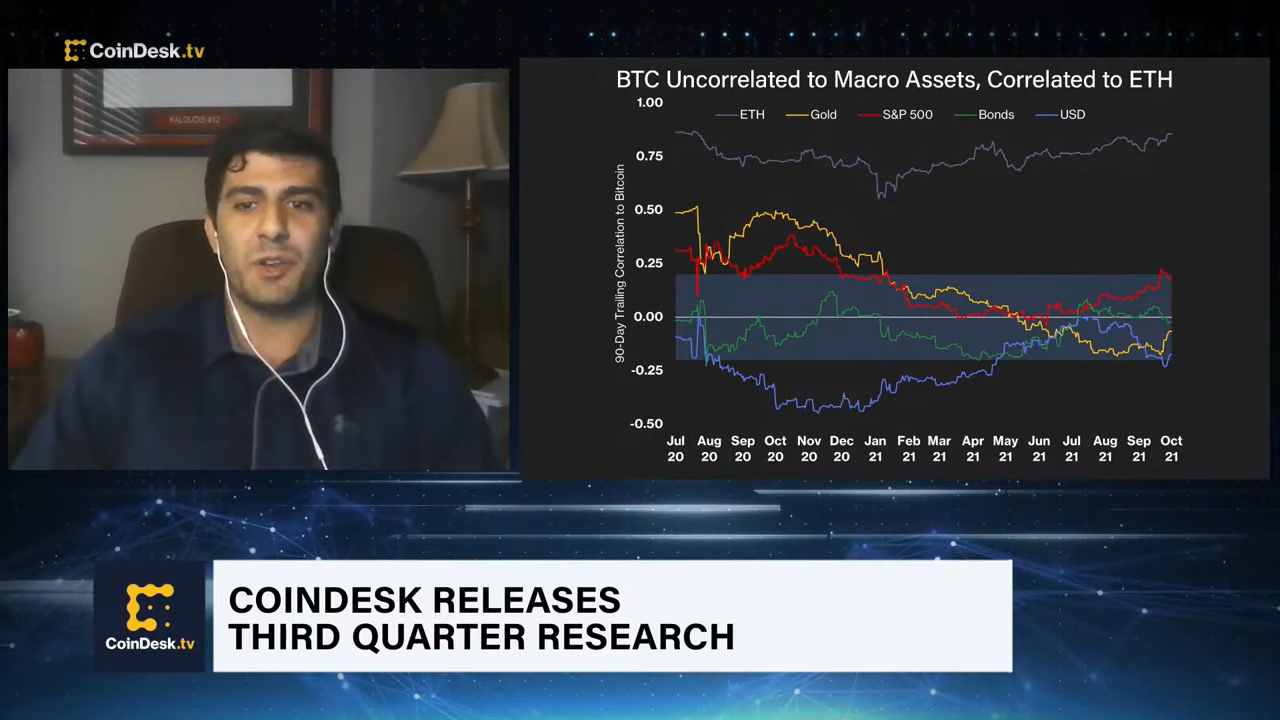 CoinDesk.tv
KALOUDIS #12
BTC Uncorrelated to Macro Assets, Correlated to ETH
ETH Gold S&P 500 Bonds USD
90-Day Trailing Correlation to Bitcoin
1.00
0.75
0.50
0.25
0.00
-0.25
-0.50
Jul Aug Sep Oct Nov Dec Jan Feb Mar Apr May Jun Jul Aug Sep Oct
20 20 20 20 20 20 21 21 21 21 21 21 21 21 21 21
CoinDesk.tv
COINDESK RELEASES
THIRD QUARTER RESEARCH